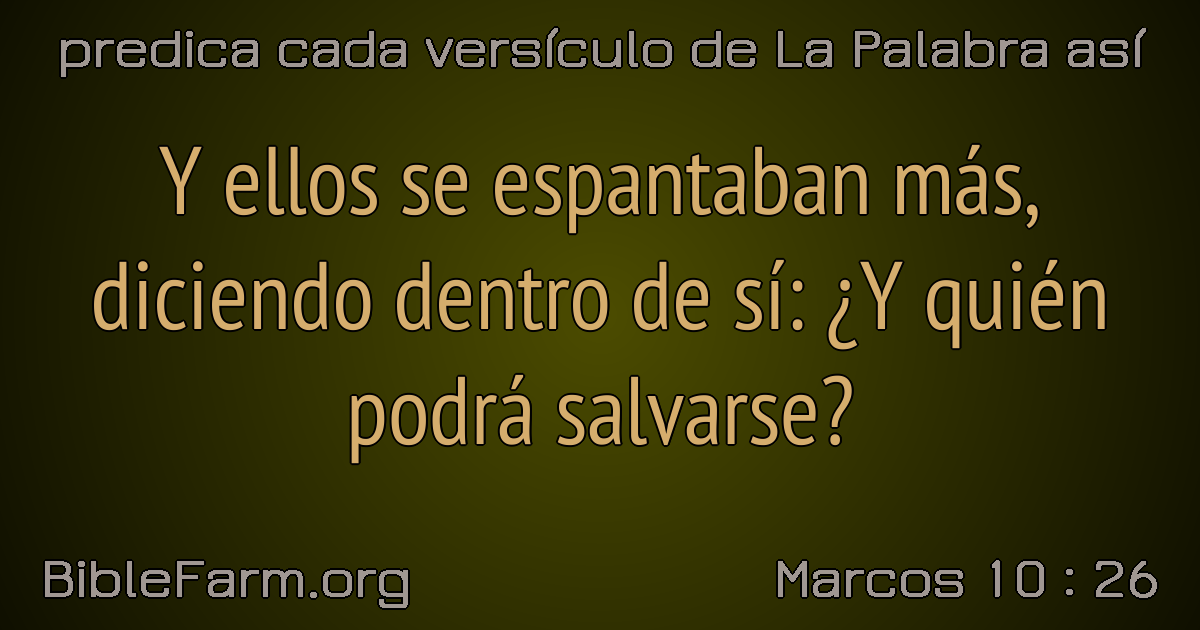 predica cada versículo de La Palabra así
Y ellos se espantaban más,
diciendo dentro de sí: ¿Y quién
podrá salvarse?
BibleFarm.org
Marcos 10 : 26